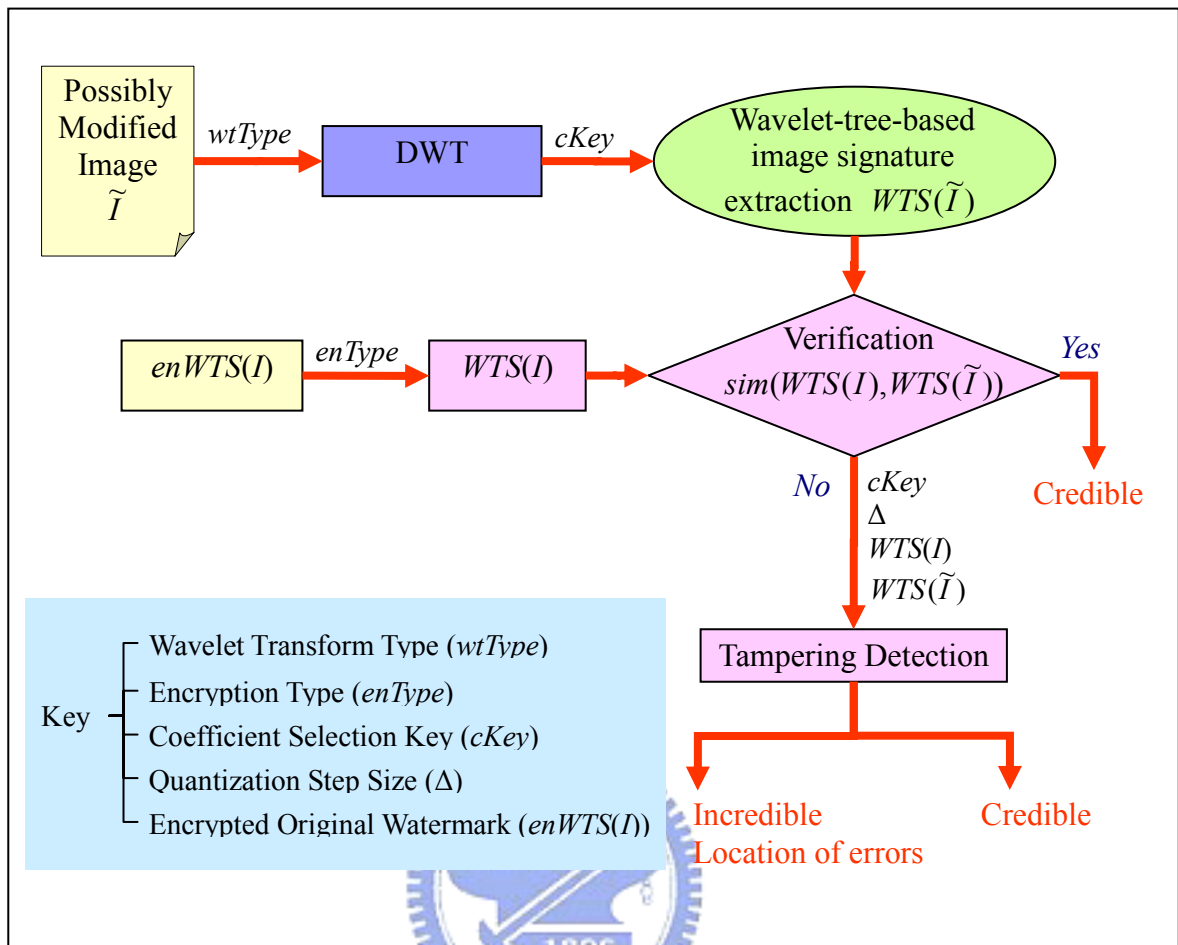 Possibly
Modified
Image
Ĩ
wtType
DWT
cKey
Wavelet-tree-based
image signature
extraction WTS(Ĩ)
enWTS(I)
enType
WTS(I)
Verification
sim(WTS(I),WTS(Ĩ))
Yes
Credible
No
cKey
Δ
WTS(I)
WTS(Ĩ)
Tampering Detection
Incredible
Location of errors
Credible
Key
Wavelet Transform Type (wtType)
Encryption Type (enType)
Coefficient Selection Key (cKey)
Quantization Step Size (Δ)
Encrypted Original Watermark (enWTS(I))
1896